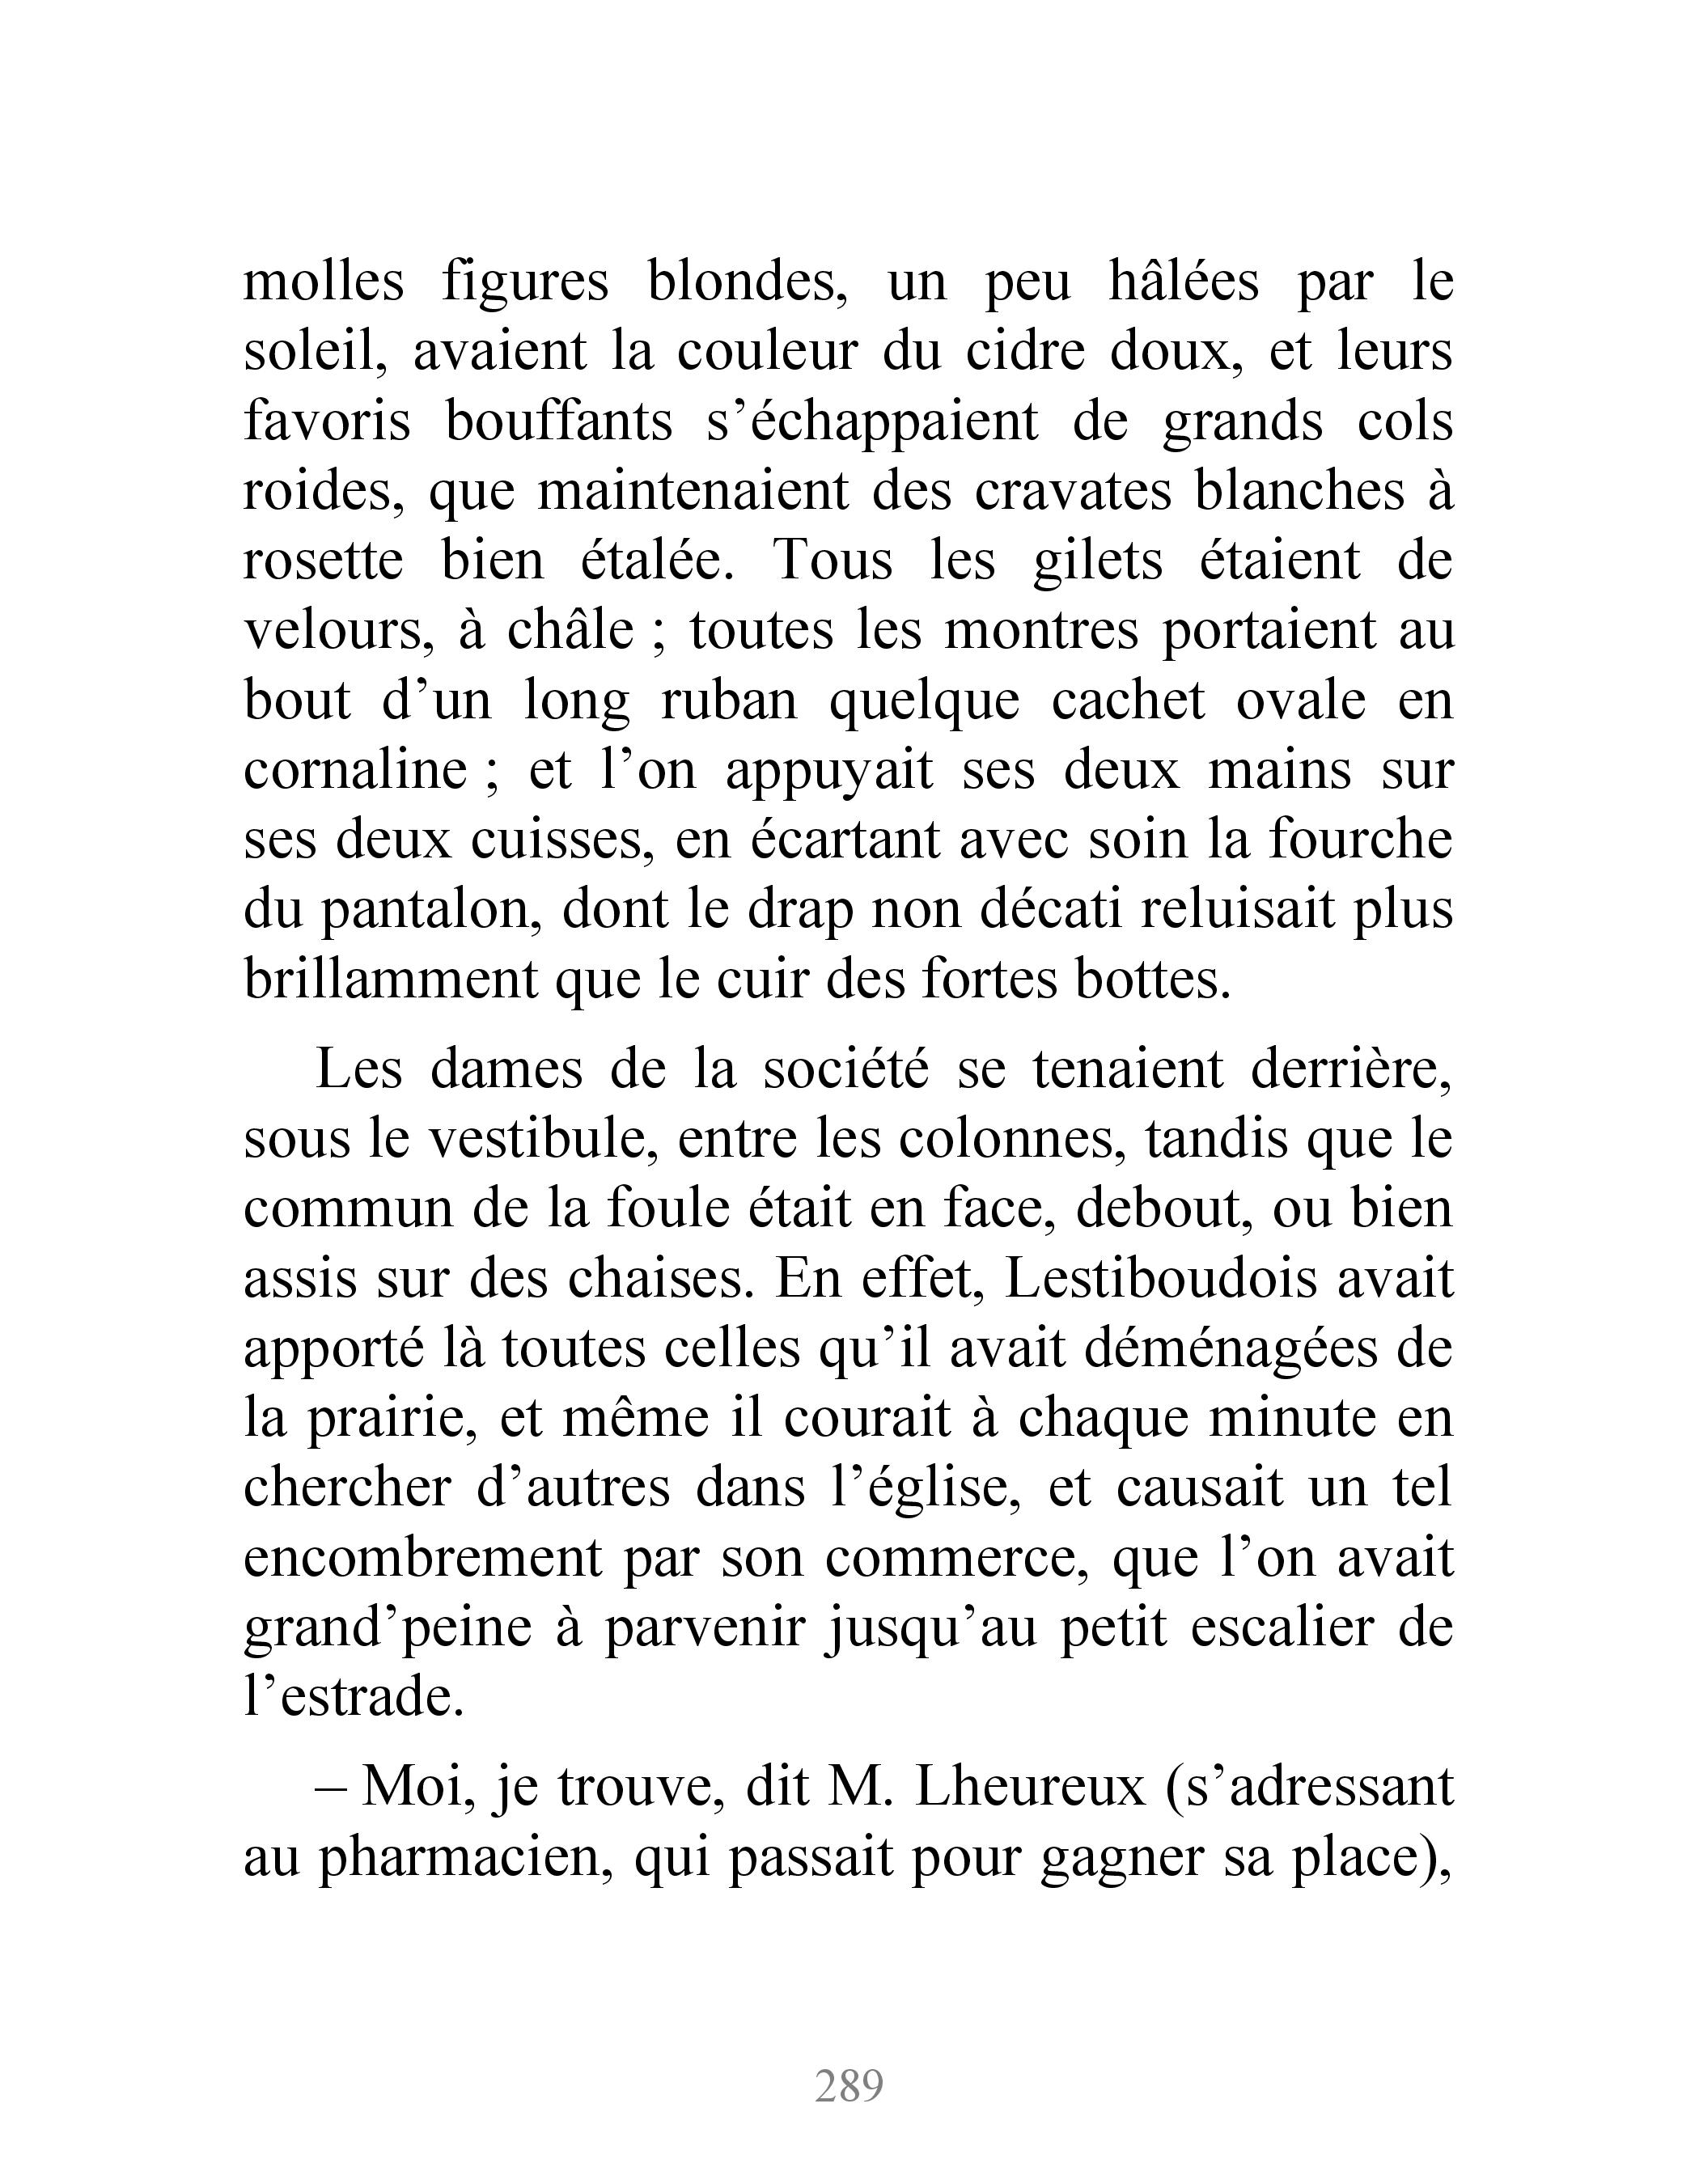 molles figures blondes, un peu hâlées par le
soleil, avaient la couleur du cidre doux, et leurs
favoris bouffants s’échappaient de grands cols
roides, que maintenaient des cravates blanches à
rosette bien étalée. Tous les gilets étaient de
velours, à châle ; toutes les montres portaient au
bout d’un long ruban quelque cachet ovale en
cornaline ; et l’on appuyait ses deux mains sur
ses deux cuisses, en écartant avec soin la fourche
du pantalon, dont le drap non décati reluisait plus
brillamment que le cuir des fortes bottes.
Les dames de la société se tenaient derrière,
sous le vestibule, entre les colonnes, tandis que le
commun de la foule était en face, debout, ou bien
assis sur des chaises. En effet, Lestiboudois avait
apporté là toutes celles qu’il avait déménagées de
la prairie, et même il courait à chaque minute en
chercher d’autres dans l’église, et causait un tel
encombrement par son commerce, que l’on avait
grand’peine à parvenir jusqu’au petit escalier de
l’estrade.
– Moi, je trouve, dit M. Lheureux (s’adressant
au pharmacien, qui passait pour gagner sa place),
289